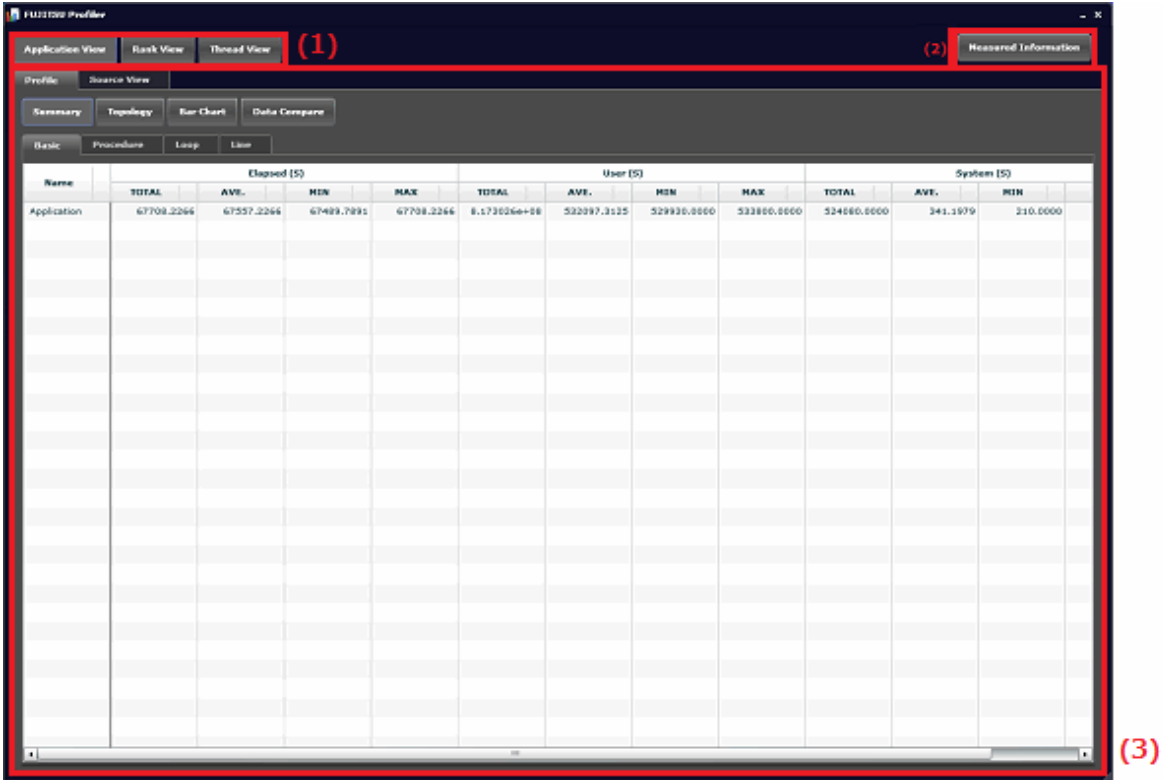 FUJITSU Profiler
Application View Rank View Thread View (1) (2) Measured Information
Profile Source View
Summary Topology Bar Chart Data Compare
Basic Procedure Loop Line
Name Elapsed (S) User (S) System (S)
TOTAL AVE. MIN MAX TOTAL AVE. MIN MAX TOTAL AVE. MIN
Application 67708.2266 67557.2266 67489.7891 67708.2266 8.173026e+08 532097.3125 529930.0000 533800.0000 524080.0000 341.1979 210.0000
(3)